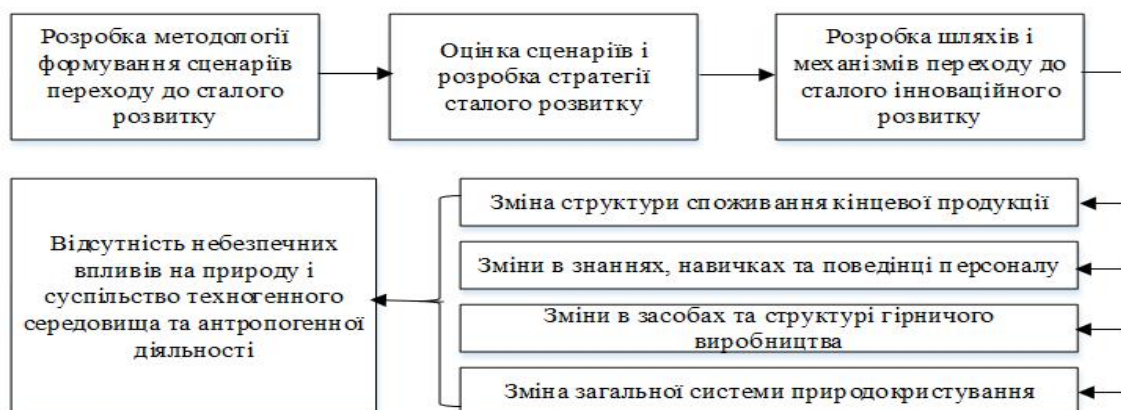 Розробка методології
формування сценаріїв
переходу до сталого
розвитку
Оцінка сценаріїв і
розробка стратегії
сталого розвитку
Розробка шляхів і
механізмів переходу до
сталого інноваційного
розвитку
Відсутність небезпечних
впливів на природу і
суспільство техногенного
середовища та антропогенної
діяльності
Зміна структури споживання кінцевої продукції
Зміни в знаннях, навичках та поведінці персоналу
Зміни в засобах та структурі гірничого
виробництва
Зміна загальної системи природокристування